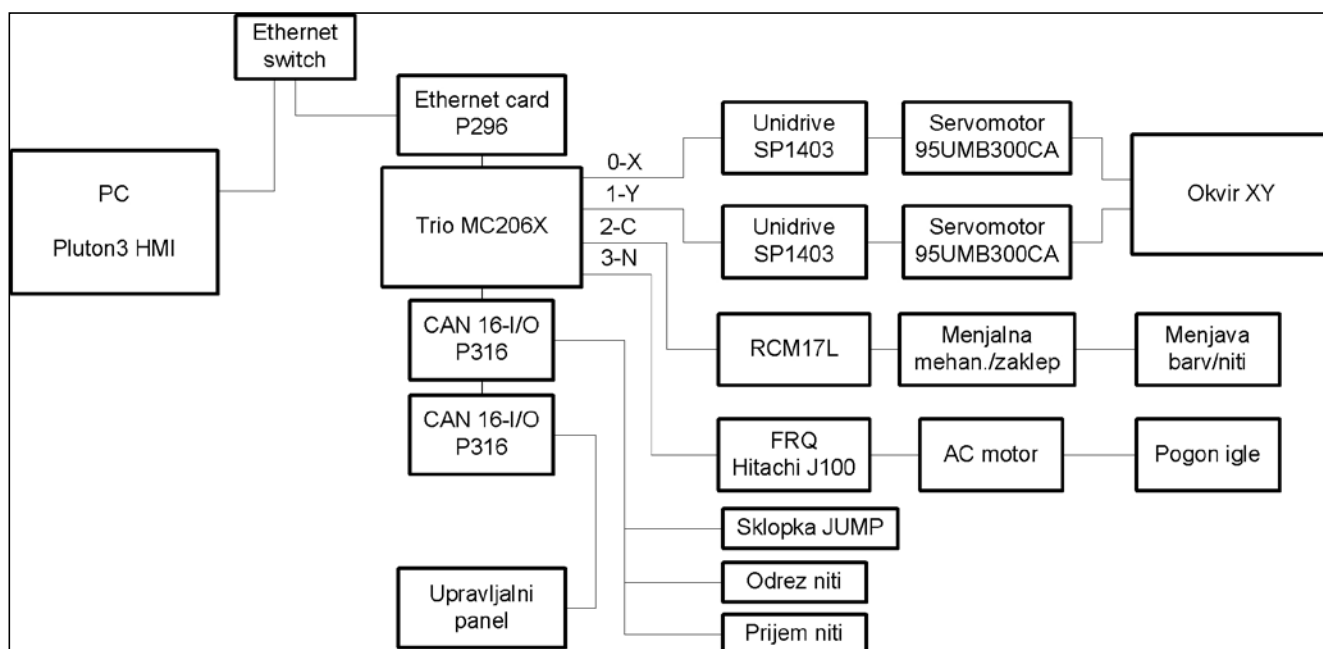 Ethernet
switch
Ethernet card
P296
PC
Pluton3 HMI
Trio MC206X
0-X
1-Y
2-C
3-N
Unidrive
SP1403
Servomotor
95UMB300CA
Okvir XY
Unidrive
SP1403
Servomotor
95UMB300CA
CAN 16-I/O
P316
RCM17L
Menjalna
mehan./zaklep
Menjava
barv/niti
CAN 16-I/O
P316
FRQ
Hitachi J100
AC motor
Pogon igle
Sklopka JUMP
Upravljalni
panel
Odrez niti
Prijem niti